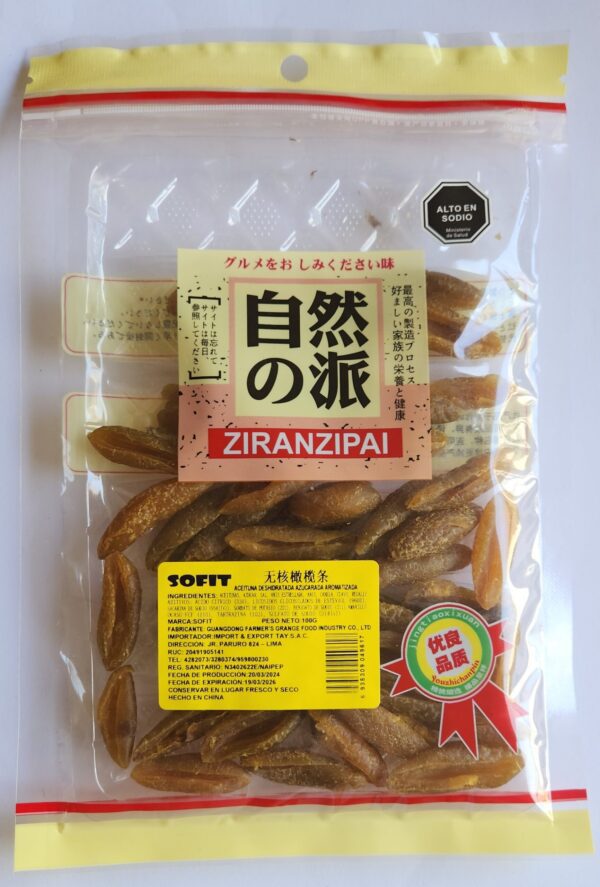 ALTO EN
SODIO
Ministerio
de Salud
グルメをお しみください味
自然
の派
最高の製造プロセス
好ましい家族の栄養と健康
サイトは忘れて
サイトは毎日、
参照してください
ZIRANZIPAI
SOFIT 无核橄榄条
ACEITUNA DESHIDRATADA AZUCARADA AROMATIZADA
INGREDIENTES:
MARCA:SOFIT PESO NETO:100G
FABRICANTE: GUANGDONG FARMER'S GRANGE FOOD INDUSTRY CO., LTD
IMPORTADOR:IMPORT & EXPORT TAY S.A.C.
DIRECCION: JR. PARURO 824 - LIMA
RUC: 20491905141
TEL: 4282073/3280374/959800230
REG. SANITARIO: N3402622E/NAIPEP
FECHA DE PRODUCCION:20/03/2024
FECHA DE EXPIRACION:19/03/2026
CONSERVAR EN LUGAR FRESCO Y SECO
HECHO EN CHINA
jingtiaoxixuan
优良
品质
Youzhichanpin